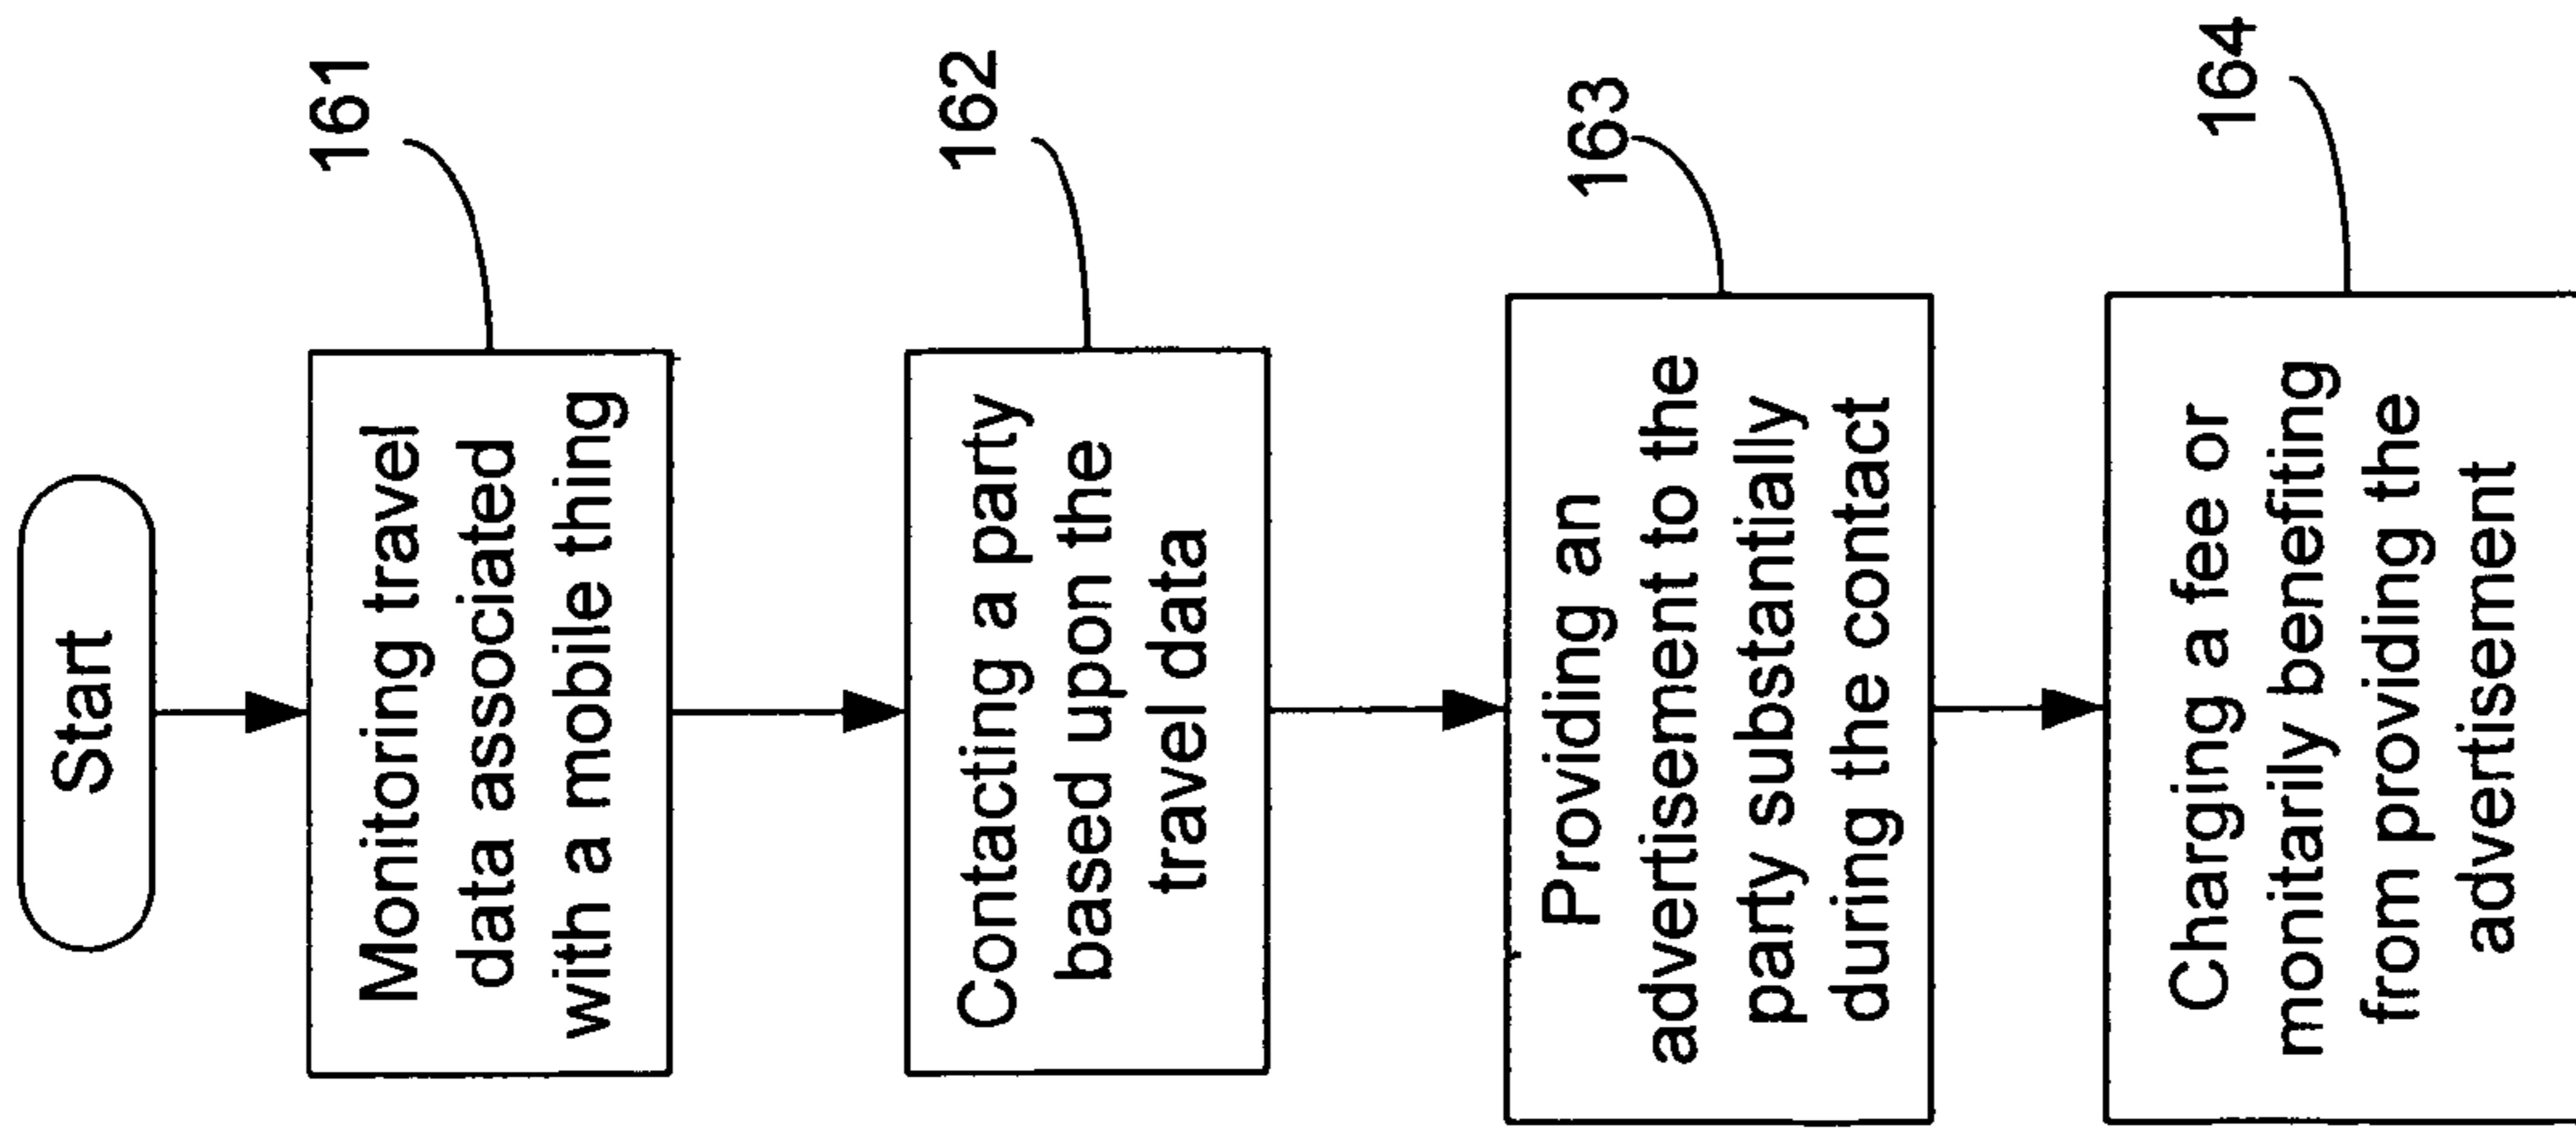 Start
161
Monitoring travel
data associated
with a mobile thing
162
Contacting a party
based upon the
travel data
163
Providing an
advertisement to the
party substantially
during the contact
164
Charging a fee or
monitarily benefiting
from providing the
advertisement